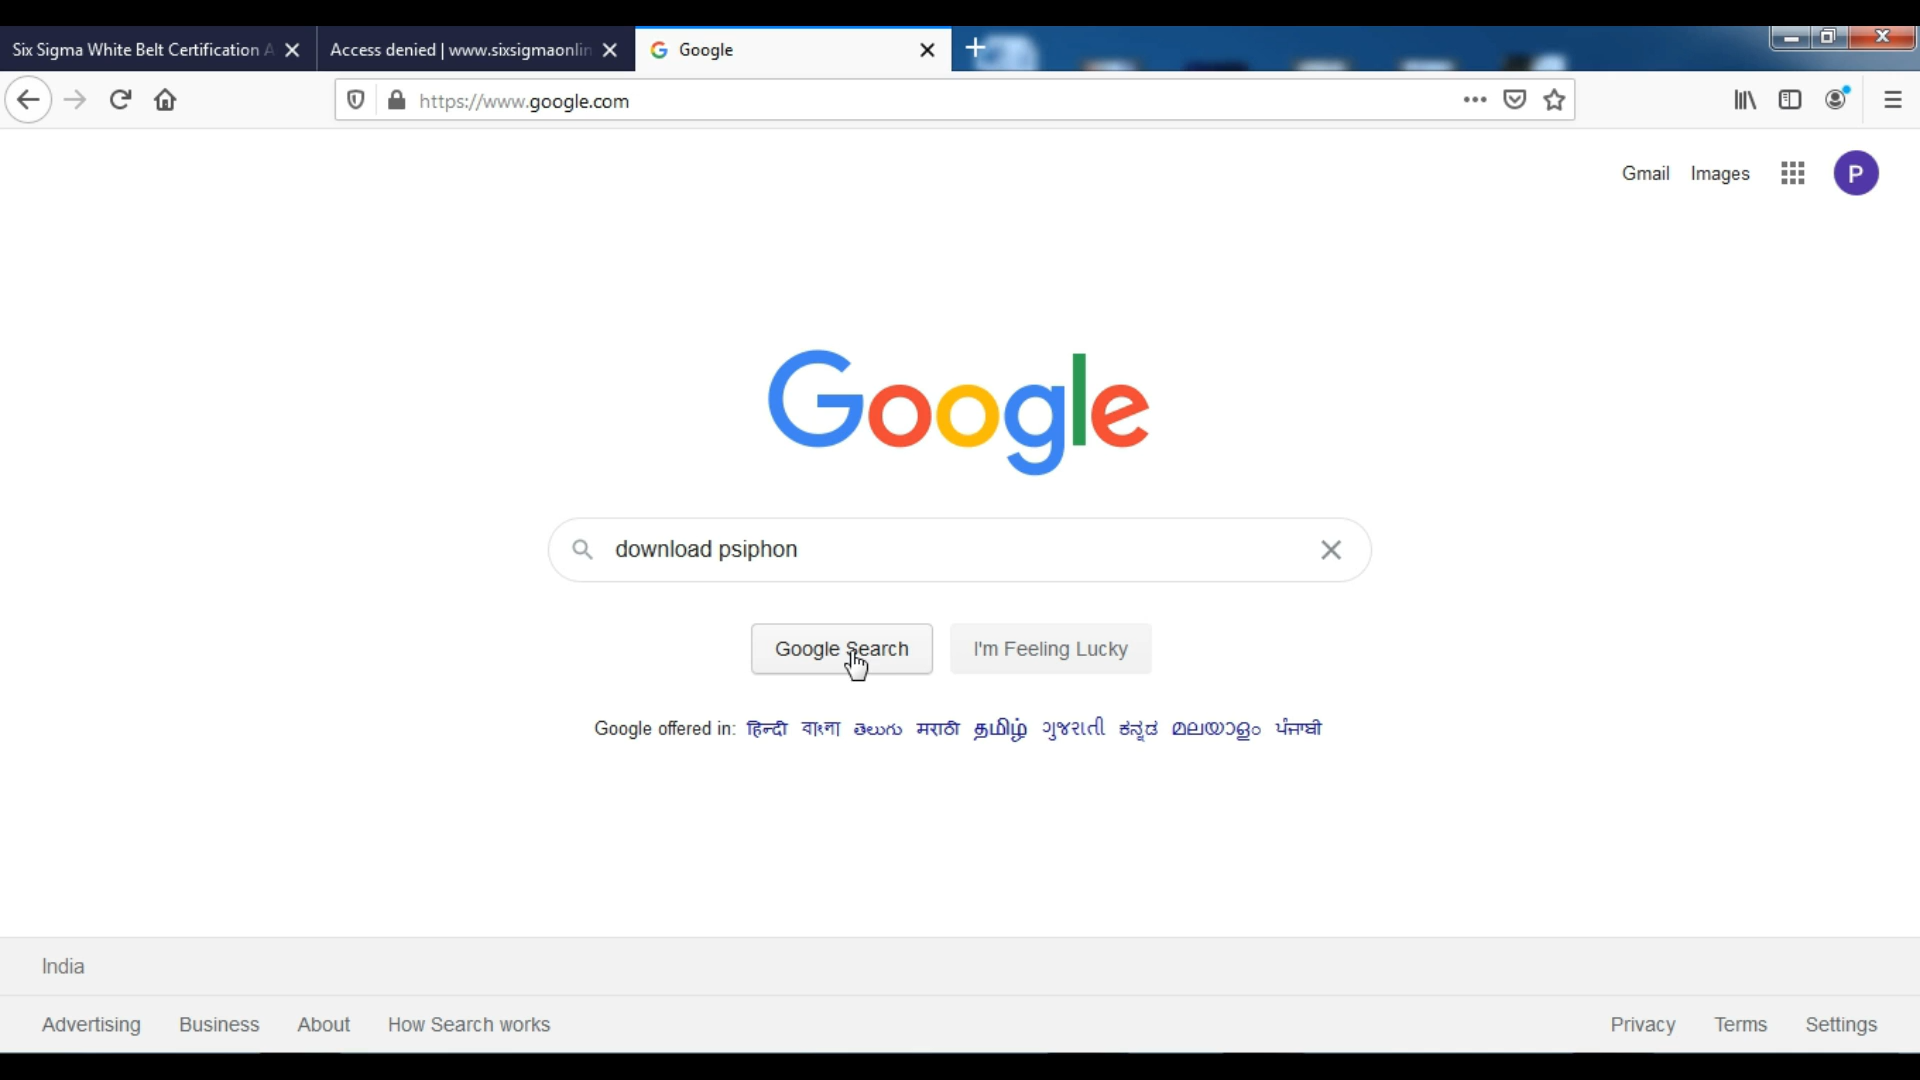 Six Sigma White Belt Certification A
Access denied | www.sixsigmaonlin
Google
https://www.google.com
Gmail Images
P
Google
download psiphon
Google Search
I'm Feeling Lucky
Google offered in: हिन्दी বাংলা తెలుగు मराठी தமிழ் ગુજરાતી ಕನ್ನಡ മലയാളം ਪੰਜਾਬੀ
India
Advertising Business About How Search works
Privacy Terms Settings